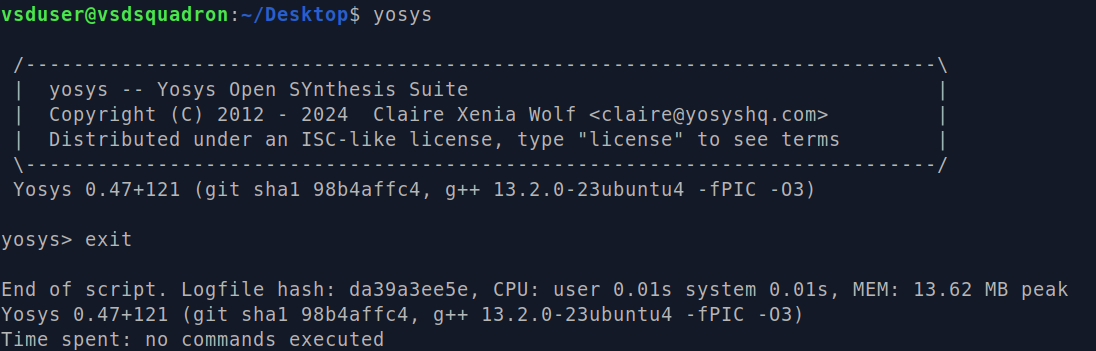 vsduser@vsdsquadron:~/Desktop$ yosys
/----------------------------------------------------------------------------\
|  yosys -- Yosys Open SYnthesis Suite                                       |
|  Copyright (C) 2012 - 2024  Claire Xenia Wolf <claire@yosyshq.com>         |
|  Distributed under an ISC-like license, type "license" to see terms        |
\----------------------------------------------------------------------------/
Yosys 0.47+121 (git sha1 98b4affc4, g++ 13.2.0-23ubuntu4 -fPIC -O3)
yosys> exit
End of script. Logfile hash: da39a3ee5e, CPU: user 0.01s system 0.01s, MEM: 13.62 MB peak
Yosys 0.47+121 (git sha1 98b4affc4, g++ 13.2.0-23ubuntu4 -fPIC -O3)
Time spent: no commands executed